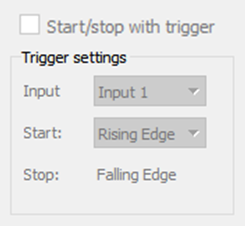 Start/stop with trigger
Trigger settings
Input Input 1
Start: Rising Edge
Stop: Falling Edge